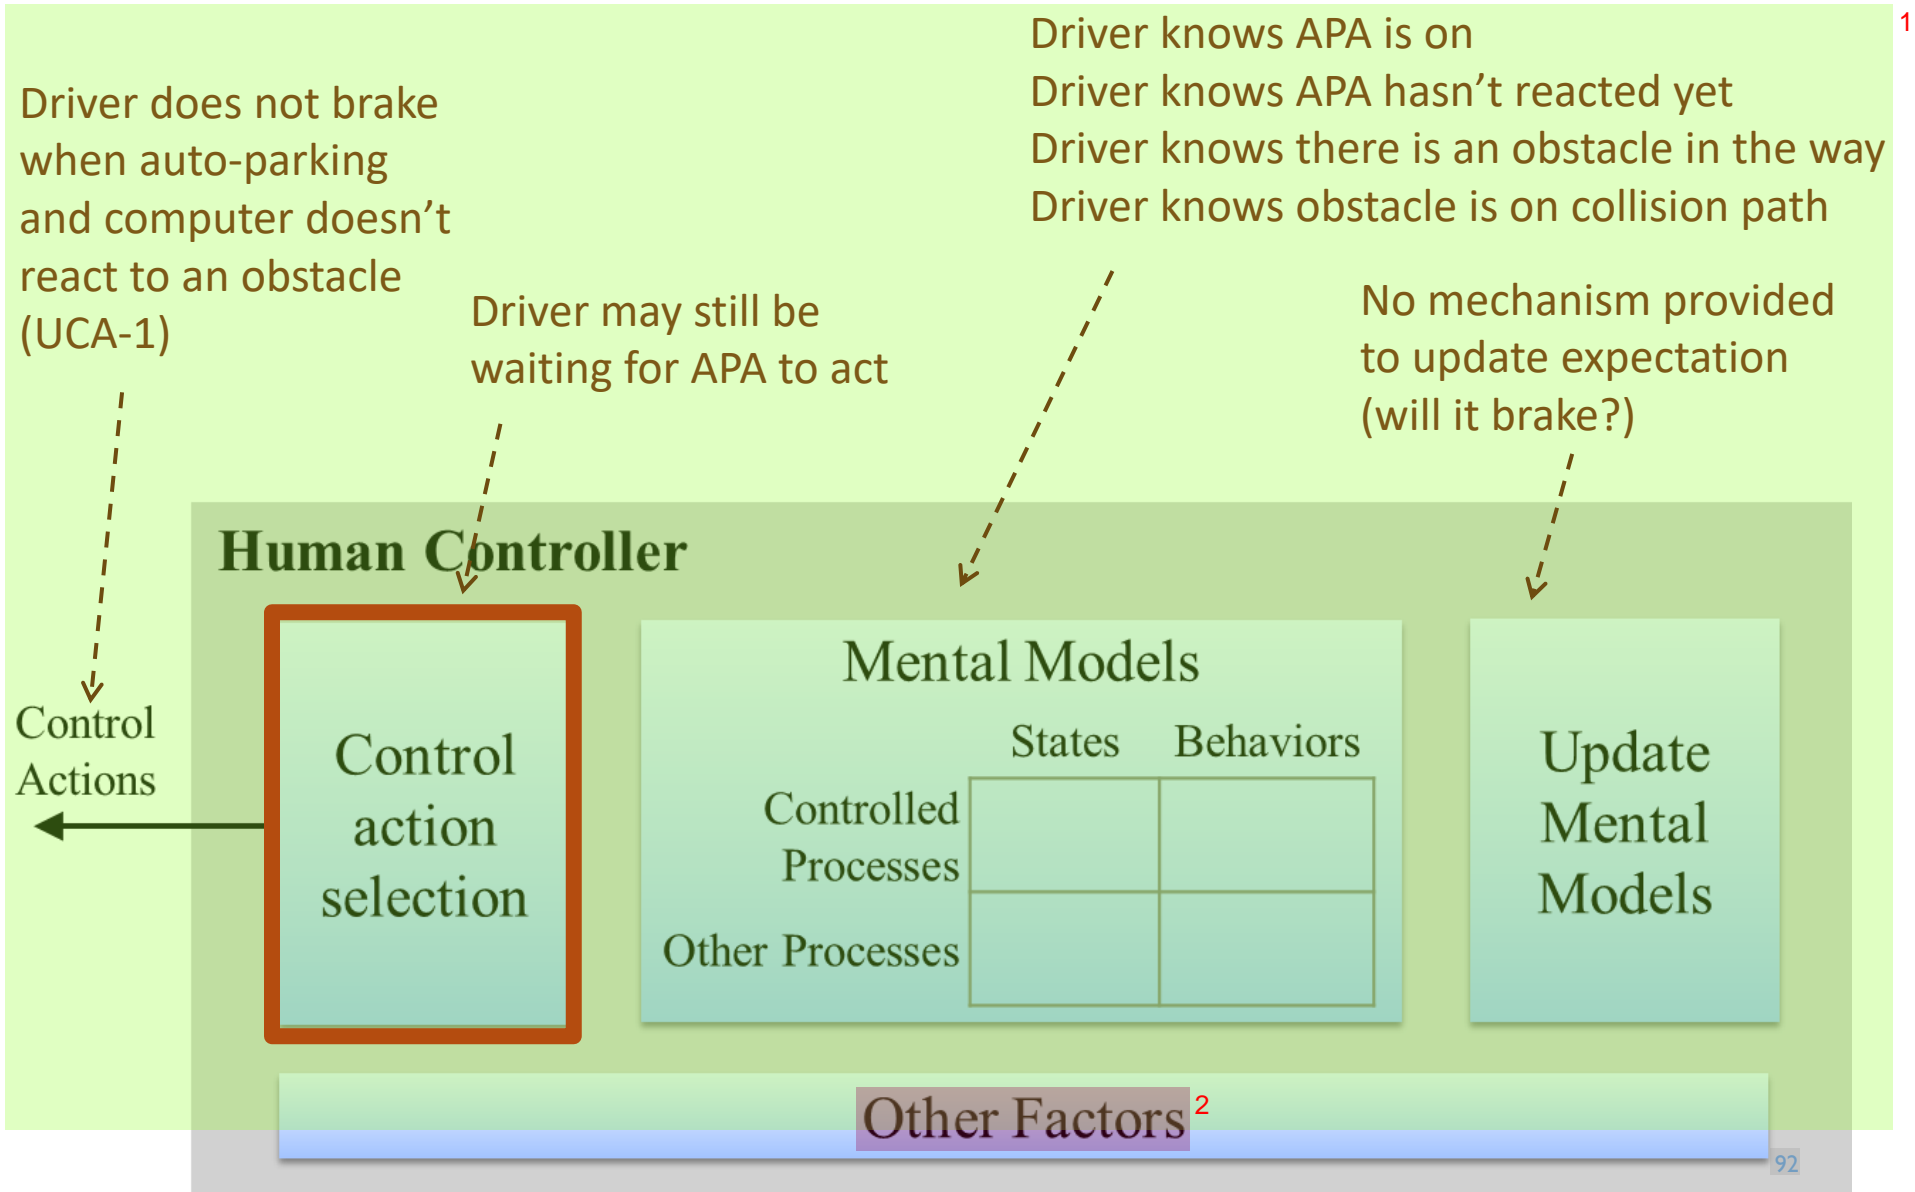 Driver knows APA is on
Driver knows APA hasn't reacted yet
Driver knows there is an obstacle in the way
Driver knows obstacle is on collision path
1
Driver does not brake
when auto-parking
and computer doesn't
react to an obstacle
(UCA-1)
Driver may still be
waiting for APA to act
No mechanism provided
to update expectation
(will it brake?)
Human Controller
Control
Actions
Control
action
selection
Mental Models
States Behaviors
Controlled
Processes
Other Processes
Update
Mental
Models
Other Factors 2
92